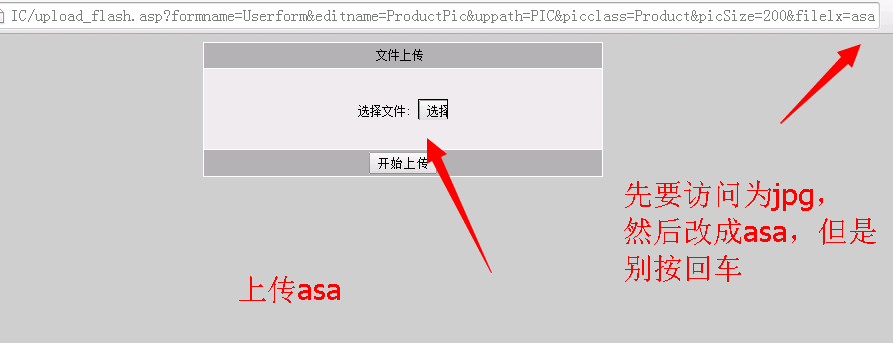 IC/upload_flash.asp?formname=Userform&editname=ProductPic&uppath=PIC&picclass=Product&picSize=200&filelx=asa
文件上传
选择文件: 选择
开始上传
先要访问为jpg，
然后改成asa，但是
别按回车
上传asa